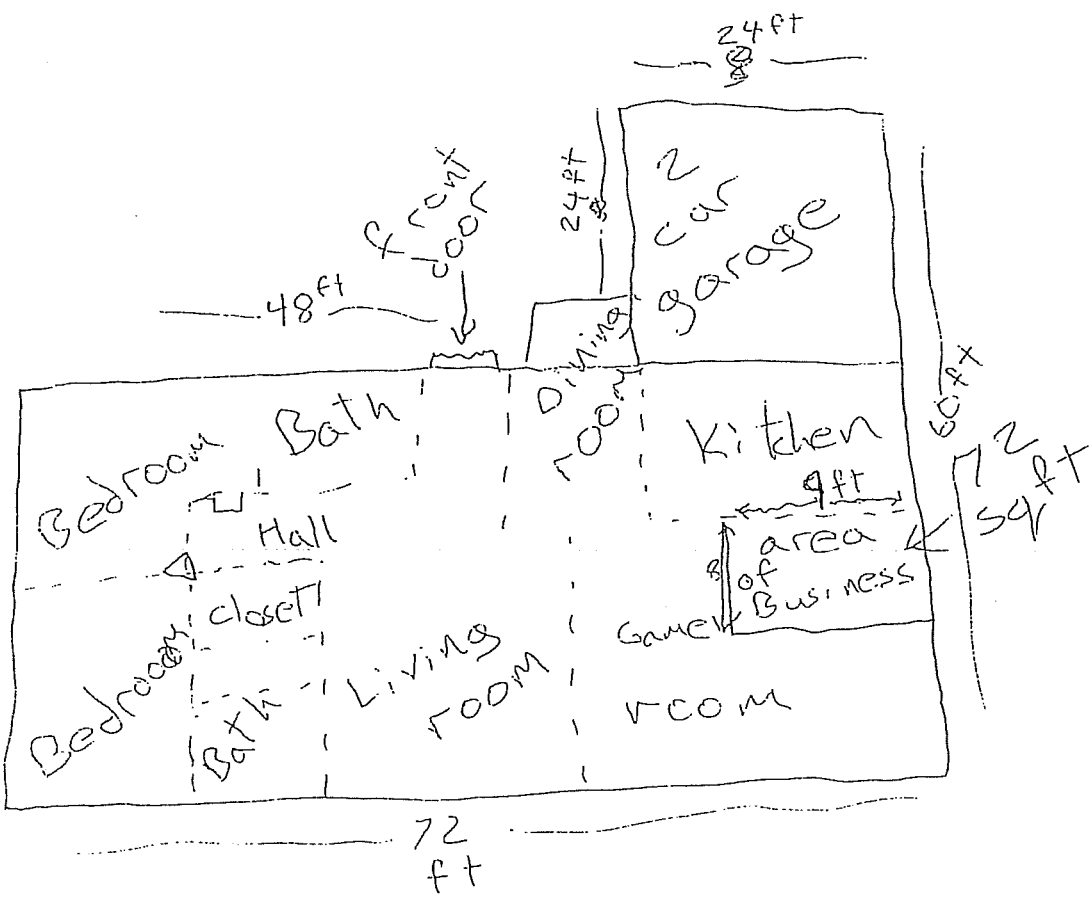 24 ft
24 ft
2
car
garage
front
door
48 ft
Dining
room
60 ft
Bath
Bedroom
Kitchen
9 ft
72
sq ft
Hall
area
8
of
Business
closet
Game
room
Living
room
Bedroom
Bath
72
ft